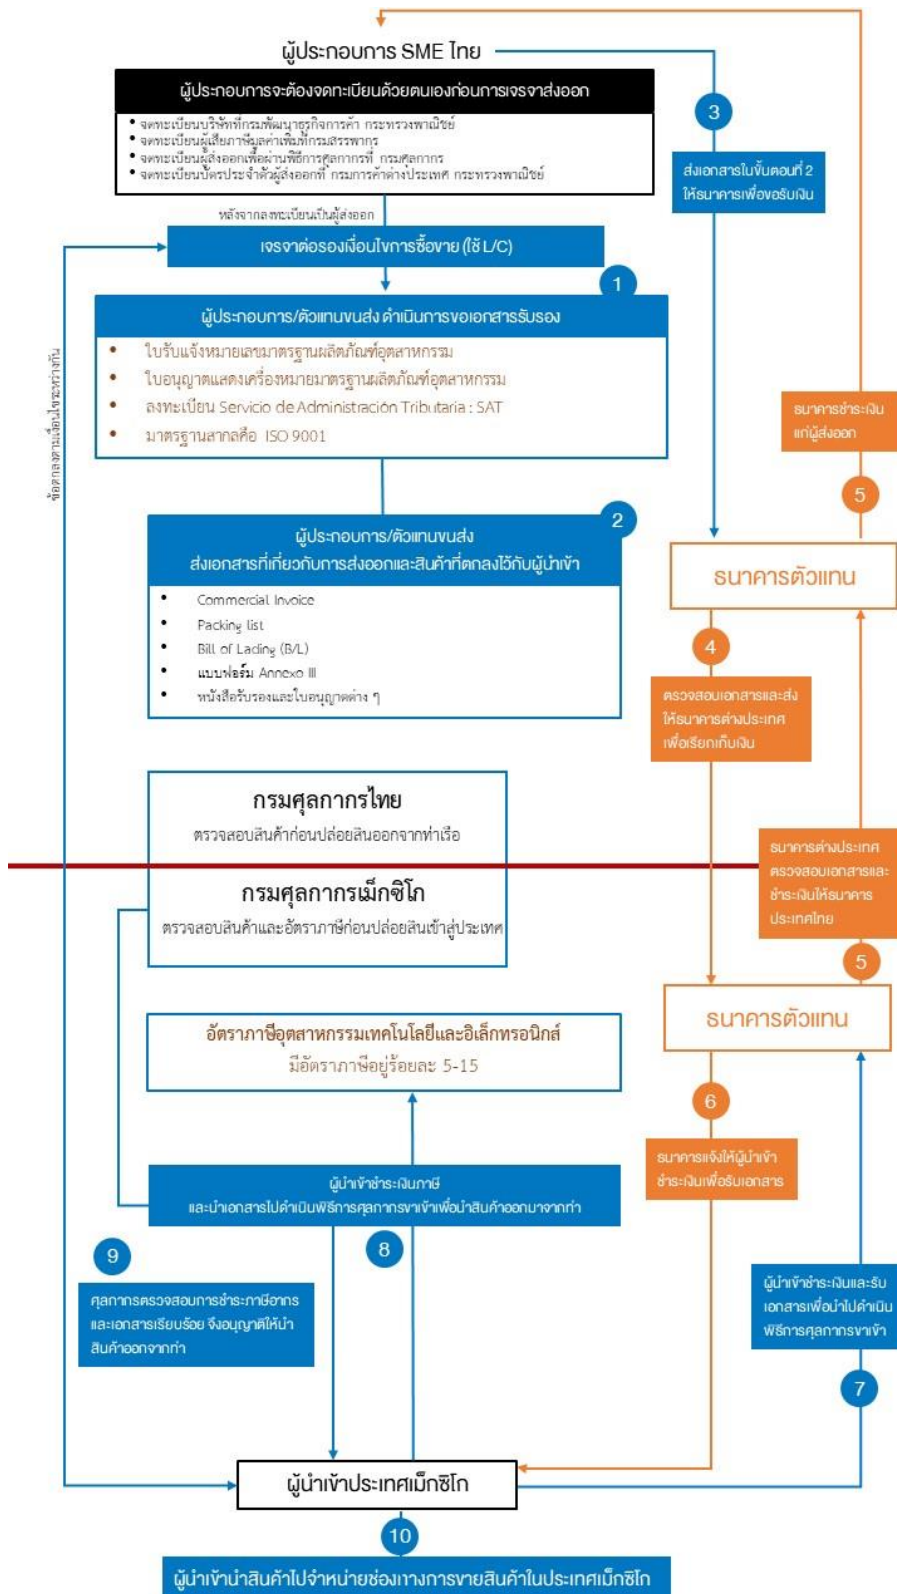 ผู้ประกอบการ SME ไทย
ผู้ประกอบการจะต้องจดทะเบียนด้วยตนเองก่อนการเจรจาส่งออก
• จดทะเบียนบริษัทที่กรมพัฒนาธุรกิจการค้า กระทรวงพาณิชย์
• จดทะเบียนผู้เสียภาษีมูลค่าเพิ่มที่กรมสรรพากร
• จดทะเบียนผู้ส่งออกเพื่อผ่านพิธีการศุลกากรที่ กรมศุลกากร
• จดทะเบียนบัตรประจำตัวผู้ส่งออกที่ กรมการค้าต่างประเทศ กระทรวงพาณิชย์
หลังจากลงทะเบียนเป็นผู้ส่งออก
เจรจาต่อรองเงื่อนไขการซื้อขาย (ใช้ L/C)
ข้อตกลงตามเงื่อนไขระหว่างกัน
1
ผู้ประกอบการ/ตัวแทนขนส่ง ดำเนินการขอเอกสารรับรอง
• ใบรับแจ้งหมายเลขมาตรฐานผลิตภัณฑ์อุตสาหกรรม
• ใบอนุญาตแสดงเครื่องหมายมาตรฐานผลิตภัณฑ์อุตสาหกรรม
• ลงทะเบียน Servicio de Administración Tributaria : SAT
• มาตรฐานสากลคือ ISO 9001
2
ผู้ประกอบการ/ตัวแทนขนส่ง
ส่งเอกสารที่เกี่ยวกับการส่งออกและสินค้าที่ตกลงไว้กับผู้นำเข้า
• Commercial Invoice
• Packing list
• Bill of Lading (B/L)
• แบบฟอร์ม Annexo III
• หนังสือรับรองและใบอนุญาตต่าง ๆ
3
ส่งเอกสารในขั้นตอนที่ 2
ให้ธนาคารเพื่อขอรับเงิน
ธนาคารชำระเงิน
แก่ผู้ส่งออก
5
ธนาคารตัวแทน
4
ตรวจสอบเอกสารและส่ง
ให้ธนาคารต่างประเทศ
เพื่อเรียกเก็บเงิน
กรมศุลกากรไทย
ตรวจสอบสินค้าก่อนปล่อยสินออกจากท่าเรือ
กรมศุลกากรเม็กซิโก
ตรวจสอบสินค้าและอัตราภาษีก่อนปล่อยสินเข้าสู่ประเทศ
ธนาคารต่างประเทศ
ตรวจสอบเอกสารและ
ชำระเงินให้ธนาคาร
ประเทศไทย
5
ธนาคารตัวแทน
อัตราภาษีอุตสาหกรรมเทคโนโลยีและอิเล็กทรอนิกส์
มีอัตราภาษีอยู่ร้อยละ 5-15
6
ธนาคารแจ้งให้ผู้นำเข้า
ชำระเงินเพื่อรับเอกสาร
ผู้นำเข้าชำระเงินภาษี
และนำเอกสารไปดำเนินพิธีการศุลกากรขาเข้าเพื่อนำสินค้าออกมาจากท่า
8
9
ศุลกากรตรวจสอบการชำระภาษีอากร
และเอกสารเรียบร้อย จึงอนุญาติให้นำ
สินค้าออกจากท่า
ผู้นำเข้าชำระเงินและรับ
เอกสารเพื่อนำไปดำเนิน
พิธีการศุลกากรขาเข้า
7
ผู้นำเข้าประเทศเม็กซิโก
10
ผู้นำเข้านำสินค้าไปจำหน่ายช่องทางการขายสินค้าในประเทศเม็กซิโก